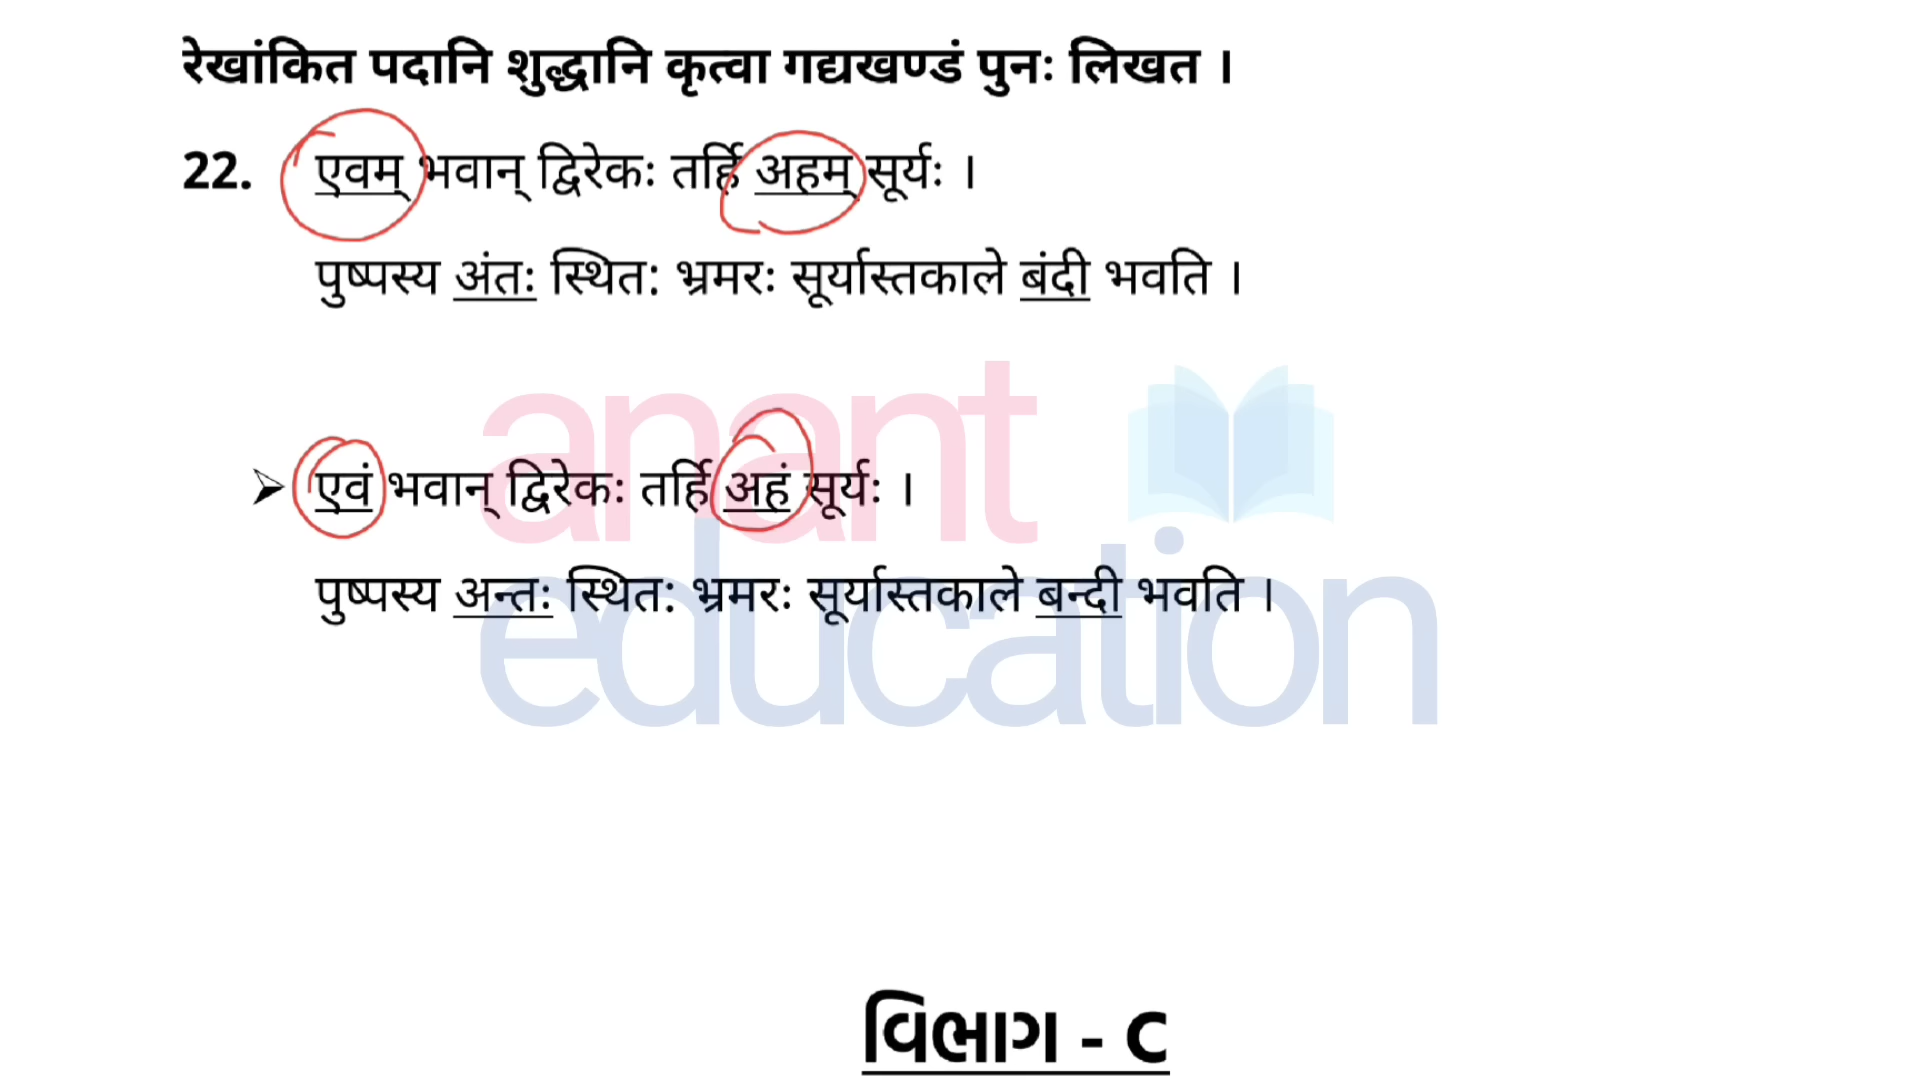 रेखांकित पदानि शुद्धानि कृत्वा गद्यखण्डं पुनः लिखत ।
22. एवम् भवान् द्विरेकः तर्हि अहम् सूर्यः ।
पुष्पस्य अंतः स्थित: भ्रमरः सूर्यास्तकाले बंदी भवति ।
➢ एवं भवान् द्विरेकः तर्हि अहं सूर्यः ।
पुष्पस्य अन्तः स्थित: भ्रमरः सूर्यास्तकाले बन्दी भवति ।
anant
education
વિભાગ - C